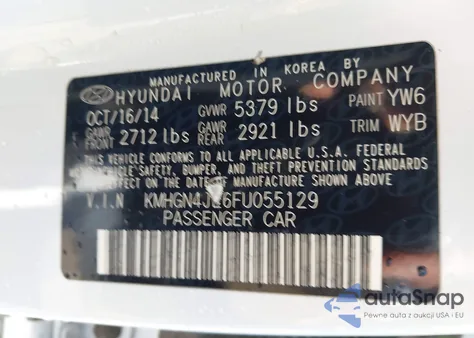 MANUFACTURED IN KOREA BY
HYUNDAI MOTOR COMPANY
OCT/16/14 GVWR 5379 lbs PAINT YW6
GAWR FRONT 2712 lbs GAWR REAR 2921 lbs TRIM WYB
THIS VEHICLE CONFORMS TO ALL APPLICABLE U.S.A. FEDERAL
VEHICLE SAFETY, BUMPER, AND THEFT PREVENTION STANDARDS
IN EFFECT ON THE DATE OF MANUFACTURE SHOWN ABOVE.
V.I.N
PASSENGER CAR
autoSnap
Pewne auta z USA i EU